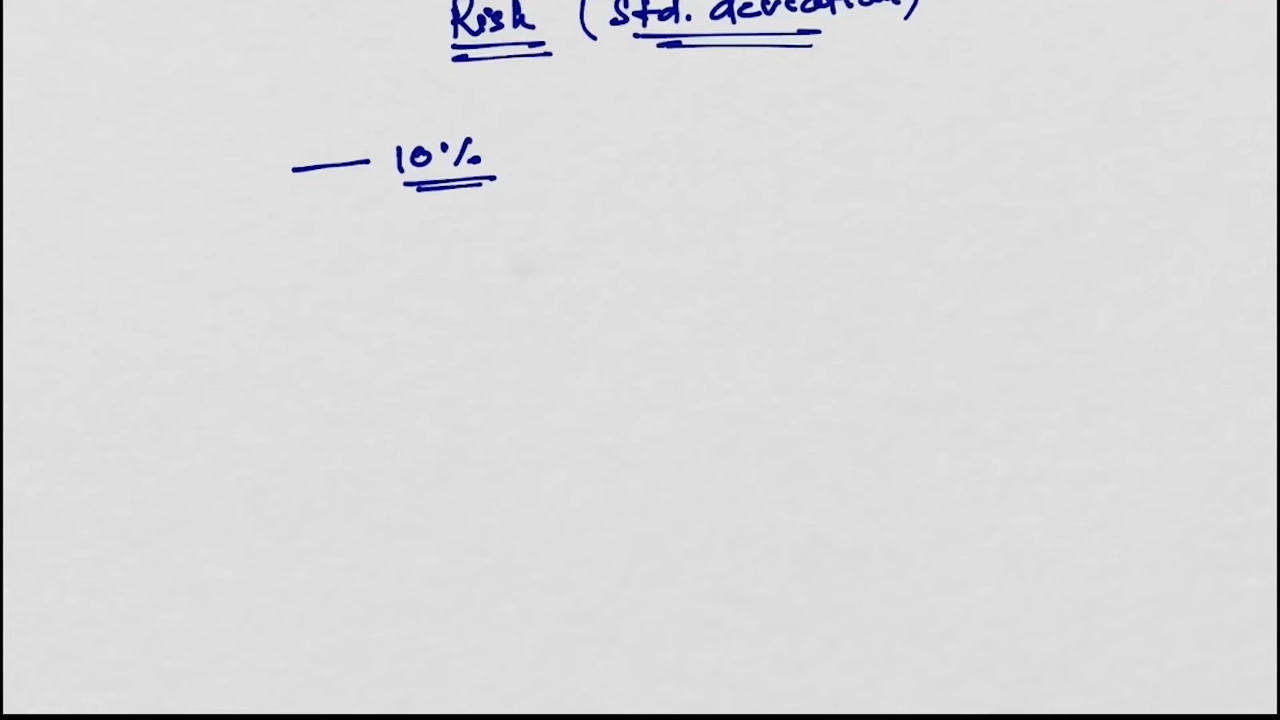 Risk (Std. deviation)
— 10%